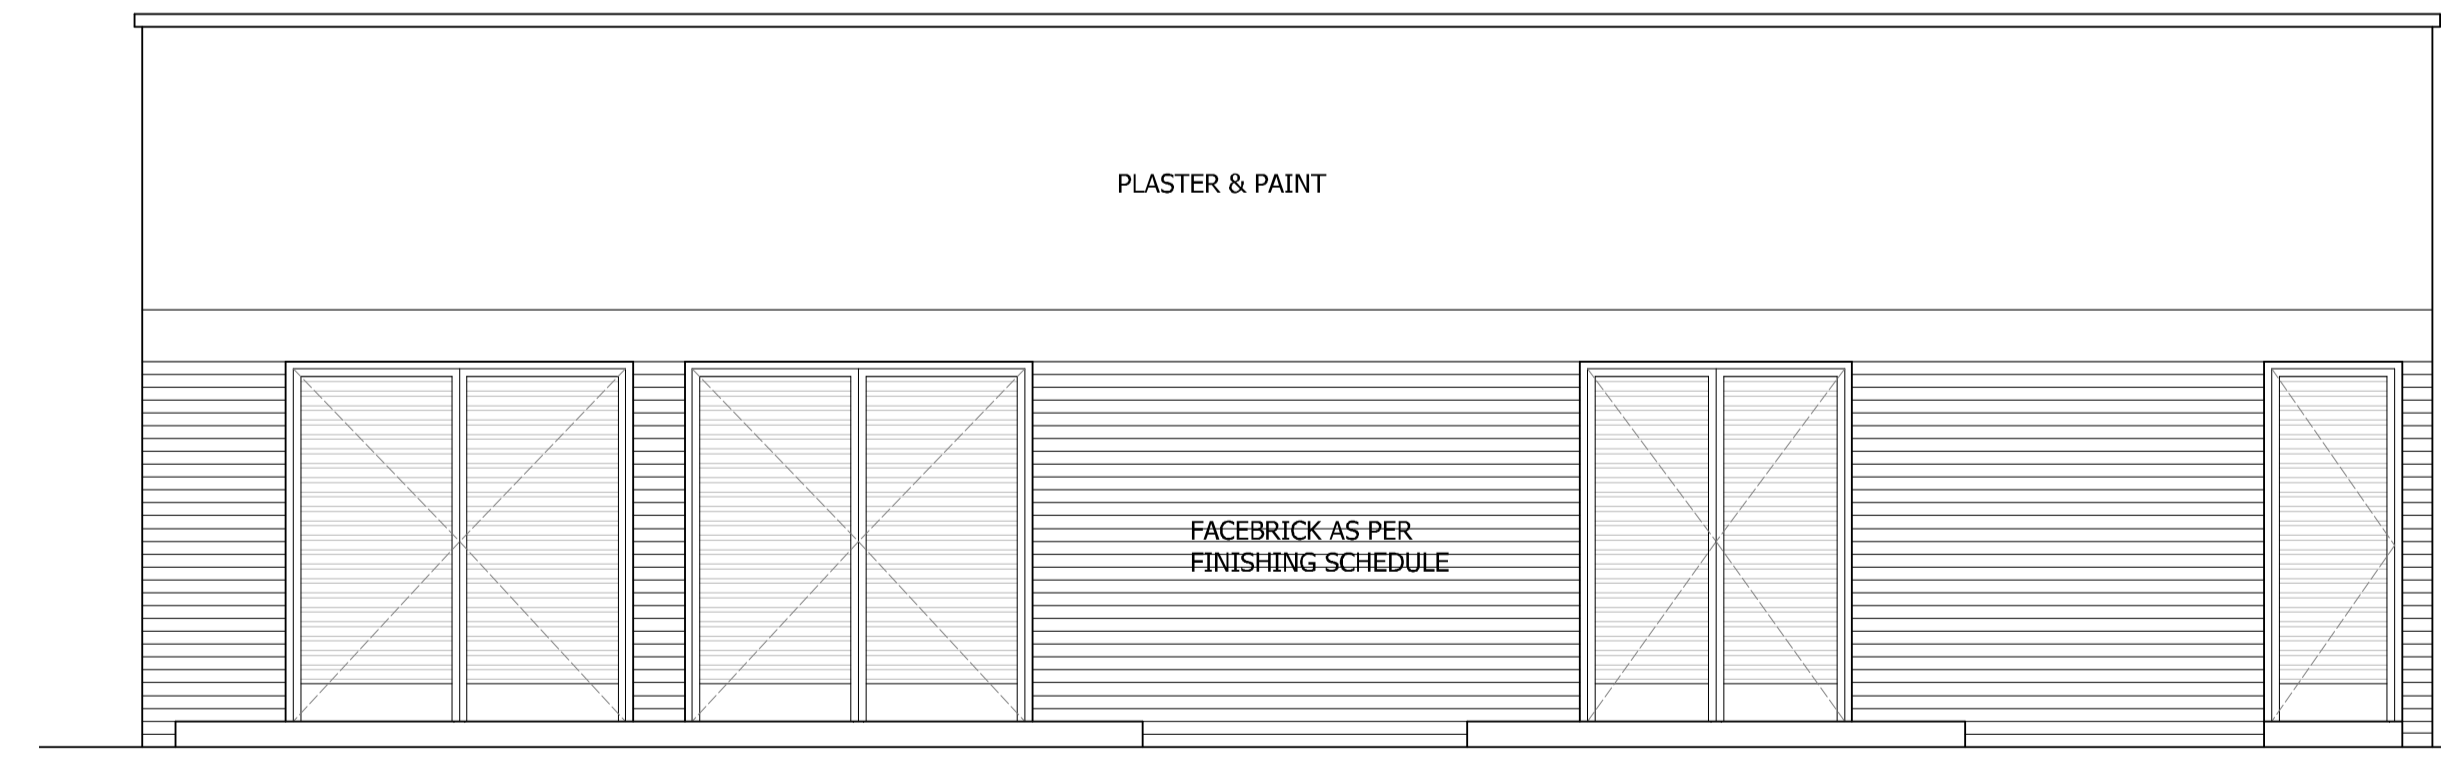 PLASTER & PAINT
FACEBRICK AS PER
FINISHING SCHEDULE